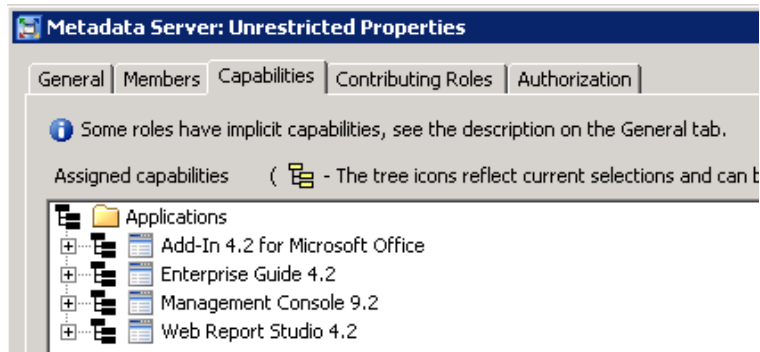 Metadata Server: Unrestricted Properties
General Members Capabilities Contributing Roles Authorization
Some roles have implicit capabilities, see the description on the General tab.
Assigned capabilities ( - The tree icons reflect current selections and can
Applications
Add-In 4.2 for Microsoft Office
Enterprise Guide 4.2
Management Console 9.2
Web Report Studio 4.2